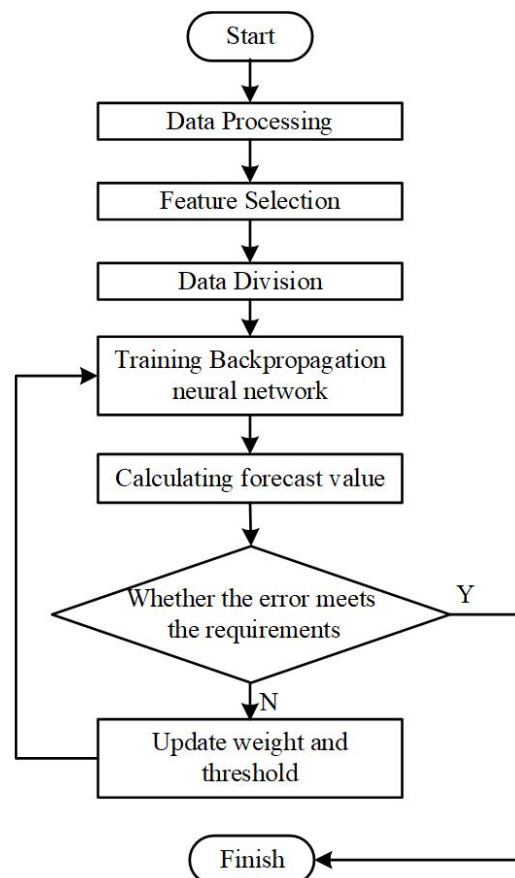 Start
Data Processing
Feature Selection
Data Division
Training Backpropagation
neural network
Calculating forecast value
Whether the error meets
the requirements
Y
N
Update weight and
threshold
Finish